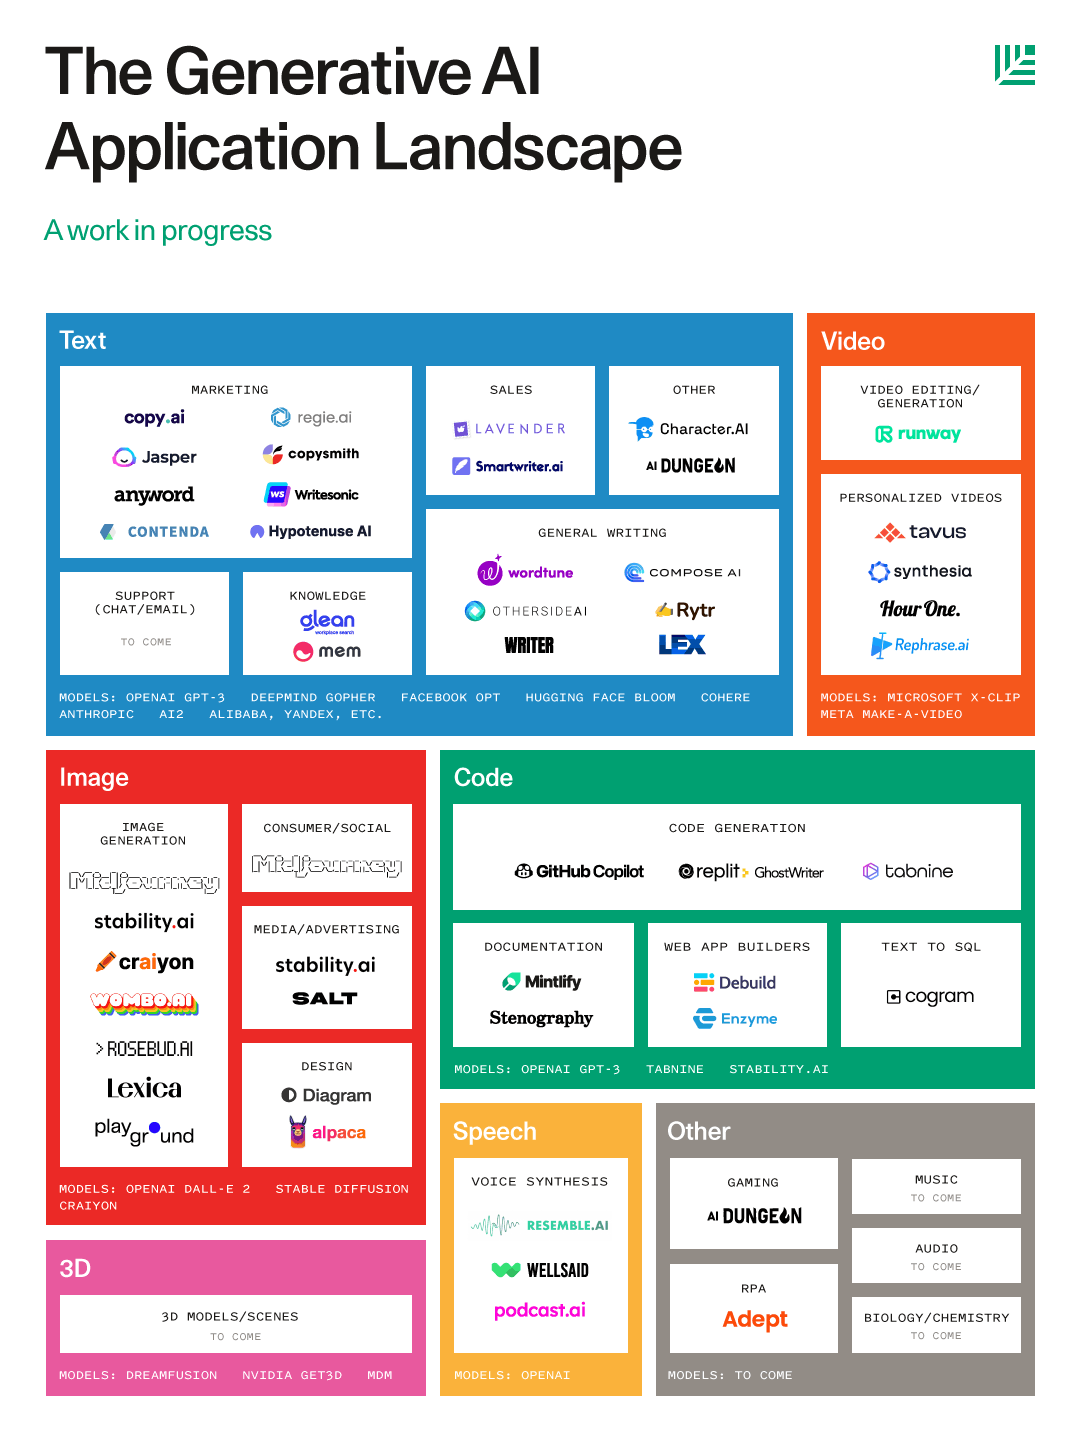 The Generative AI
Application Landscape
A work in progress
Text
MARKETING
copy.ai
regie.ai
Jasper
copysmith
anyword
WS Writesonic
CONTENDA
Hypotenuse AI
SALES
LAVENDER
Smartwriter.ai
OTHER
Character.AI
AI DUNGEON
SUPPORT
(CHAT/EMAIL)
TO COME
KNOWLEDGE
glean
workplace search
mem
GENERAL WRITING
w wordtune
COMPOSE AI
OTHERSIDEAI
Rytr
WRITER
LEX
MODELS: OPENAI GPT-3 DEEPMIND GOPHER FACEBOOK OPT HUGGING FACE BLOOM COHERE
ANTHROPIC AI2 ALIBABA, YANDEX, ETC.
Video
VIDEO EDITING/
GENERATION
runway
PERSONALIZED VIDEOS
tavus
synthesia
Hour One.
Rephrase.ai
MODELS: MICROSOFT X-CLIP
META MAKE-A-VIDEO
Image
IMAGE
GENERATION
Midjourney
stability.ai
craiyon
WOMBO.AI
>ROSEBUD.AI
Lexica
playground
CONSUMER/SOCIAL
Midjourney
MEDIA/ADVERTISING
stability.ai
SALT
DESIGN
Diagram
alpaca
MODELS: OPENAI DALL-E 2 STABLE DIFFUSION
CRAIYON
Code
CODE GENERATION
GitHub Copilot
replit GhostWriter
tabnine
DOCUMENTATION
Mintlify
Stenography
WEB APP BUILDERS
Debuild
Enzyme
TEXT TO SQL
cogram
MODELS: OPENAI GPT-3 TABNINE STABILITY.AI
3D
3D MODELS/SCENES
TO COME
MODELS: DREAMFUSION NVIDIA GET3D MDM
Speech
VOICE SYNTHESIS
RESEMBLE.AI
WELLSAID
podcast.ai
MODELS: OPENAI
Other
GAMING
AI DUNGEON
RPA
Adept
MUSIC
TO COME
AUDIO
TO COME
BIOLOGY/CHEMISTRY
TO COME
MODELS: TO COME